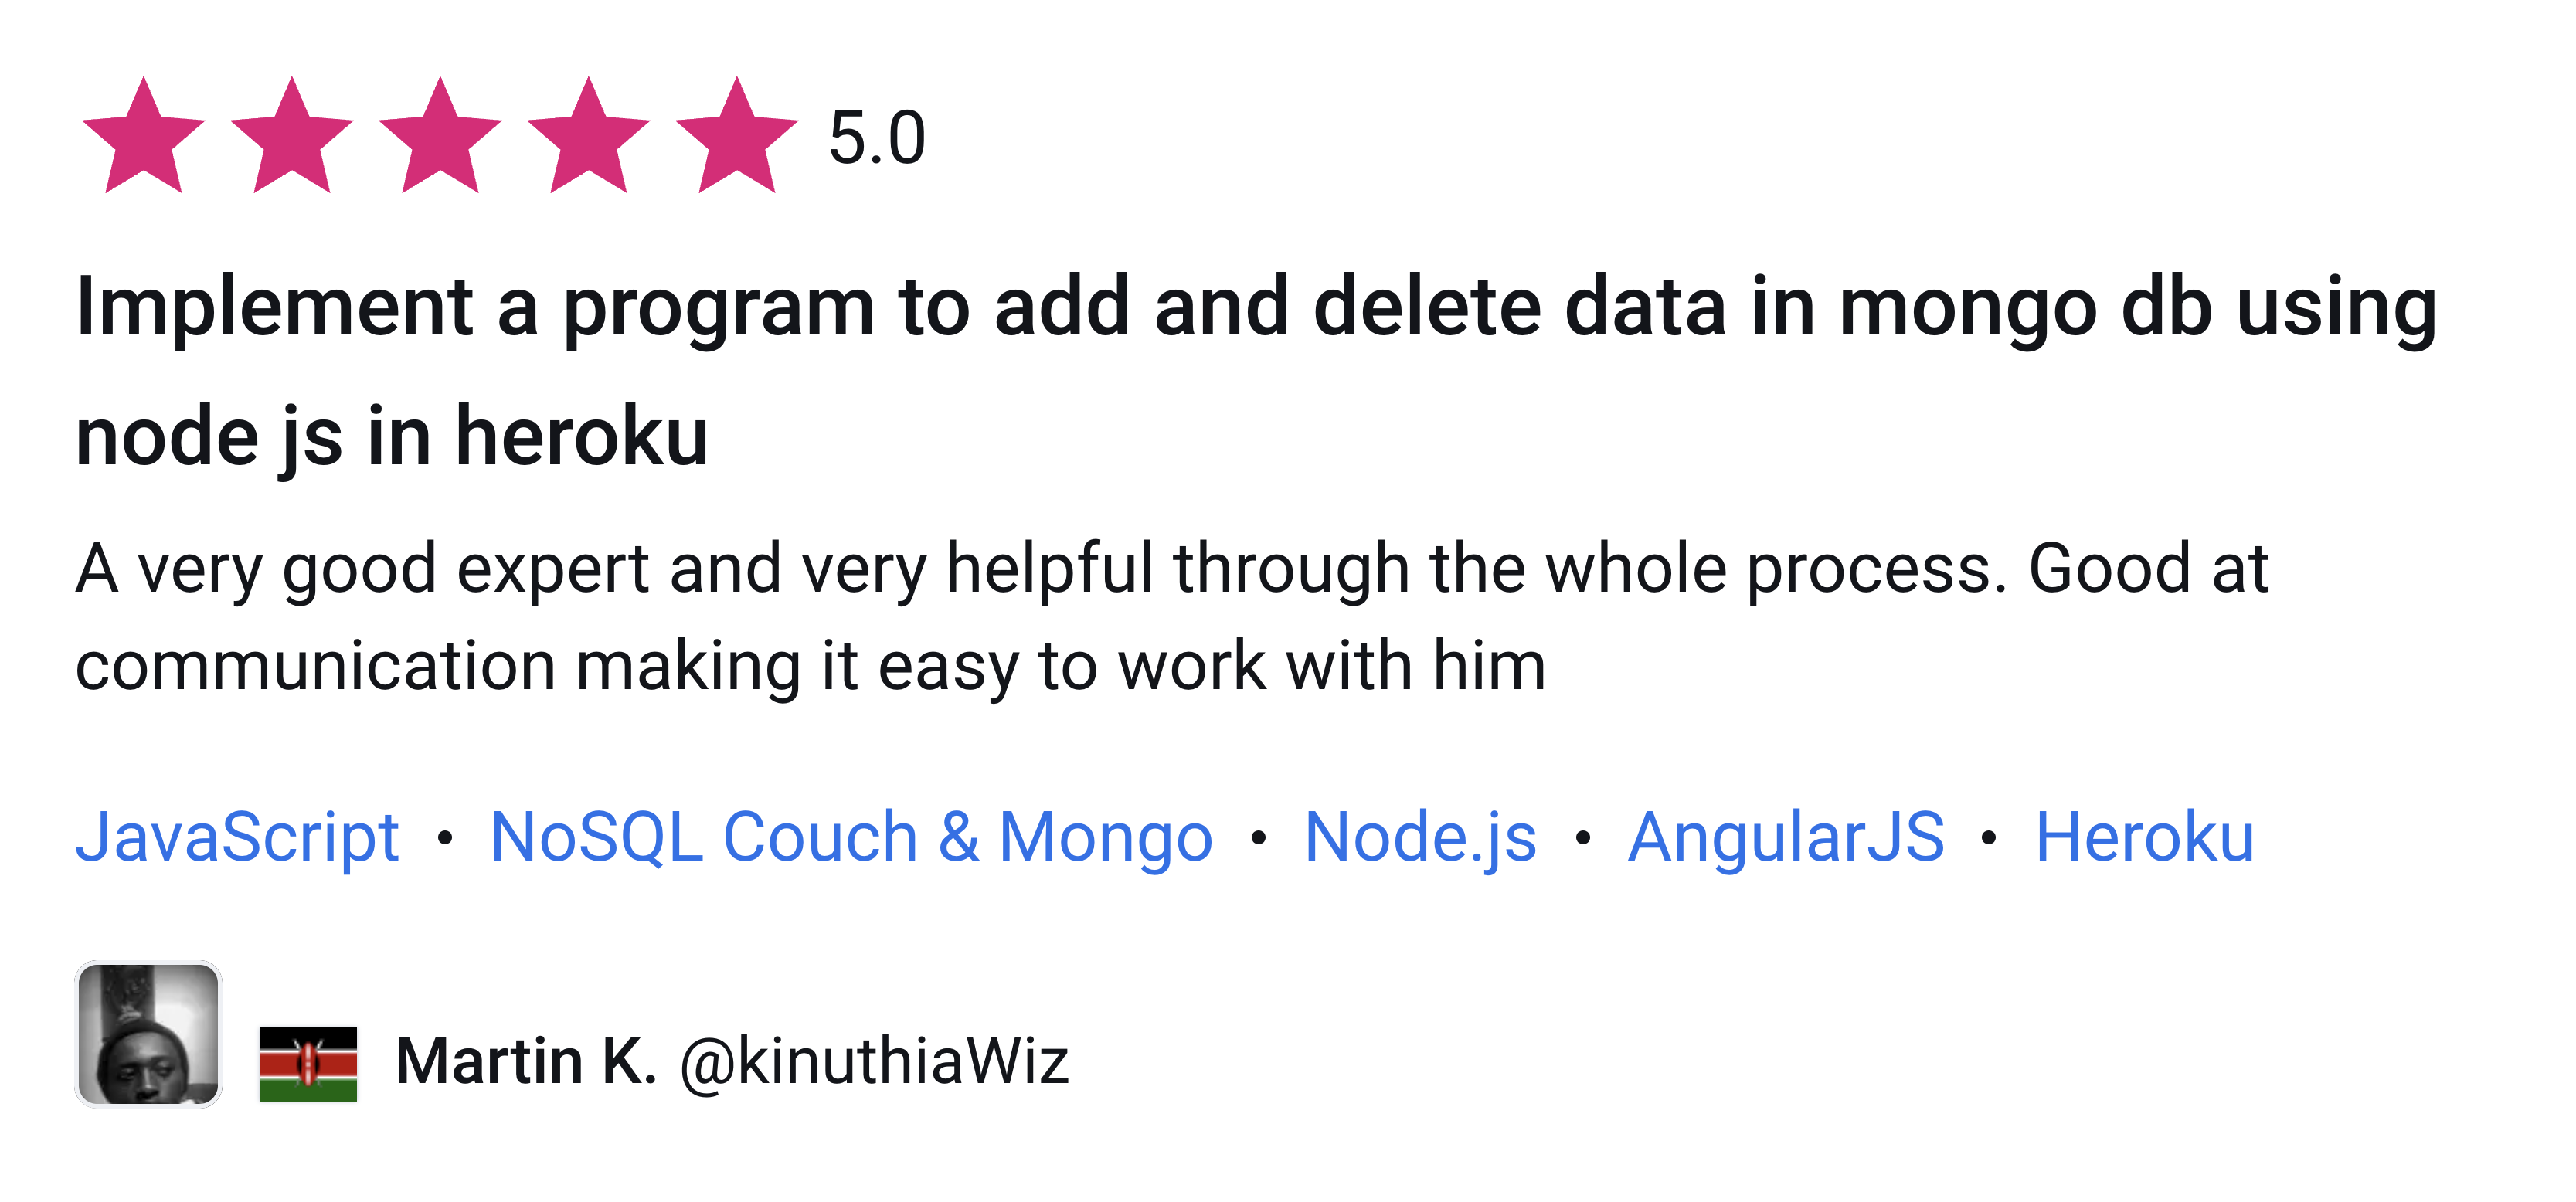 5.0
Implement a program to add and delete data in mongo db using
node js in heroku
A very good expert and very helpful through the whole process. Good at
communication making it easy to work with him
JavaScript • NoSQL Couch & Mongo • Node.js • AngularJS • Heroku
Martin K. @kinuthiaWiz